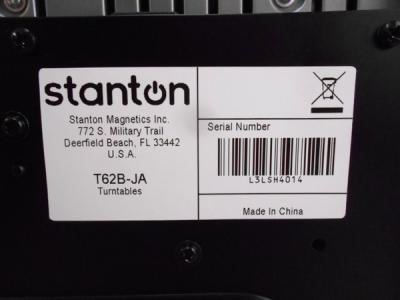 stanton
Stanton Magnetics Inc.
772 S. Military Trail
Deerfield Beach, FL 33442
U.S.A.
T62B-JA
Turntables
Serial Number
L3LSH4014
Made In China